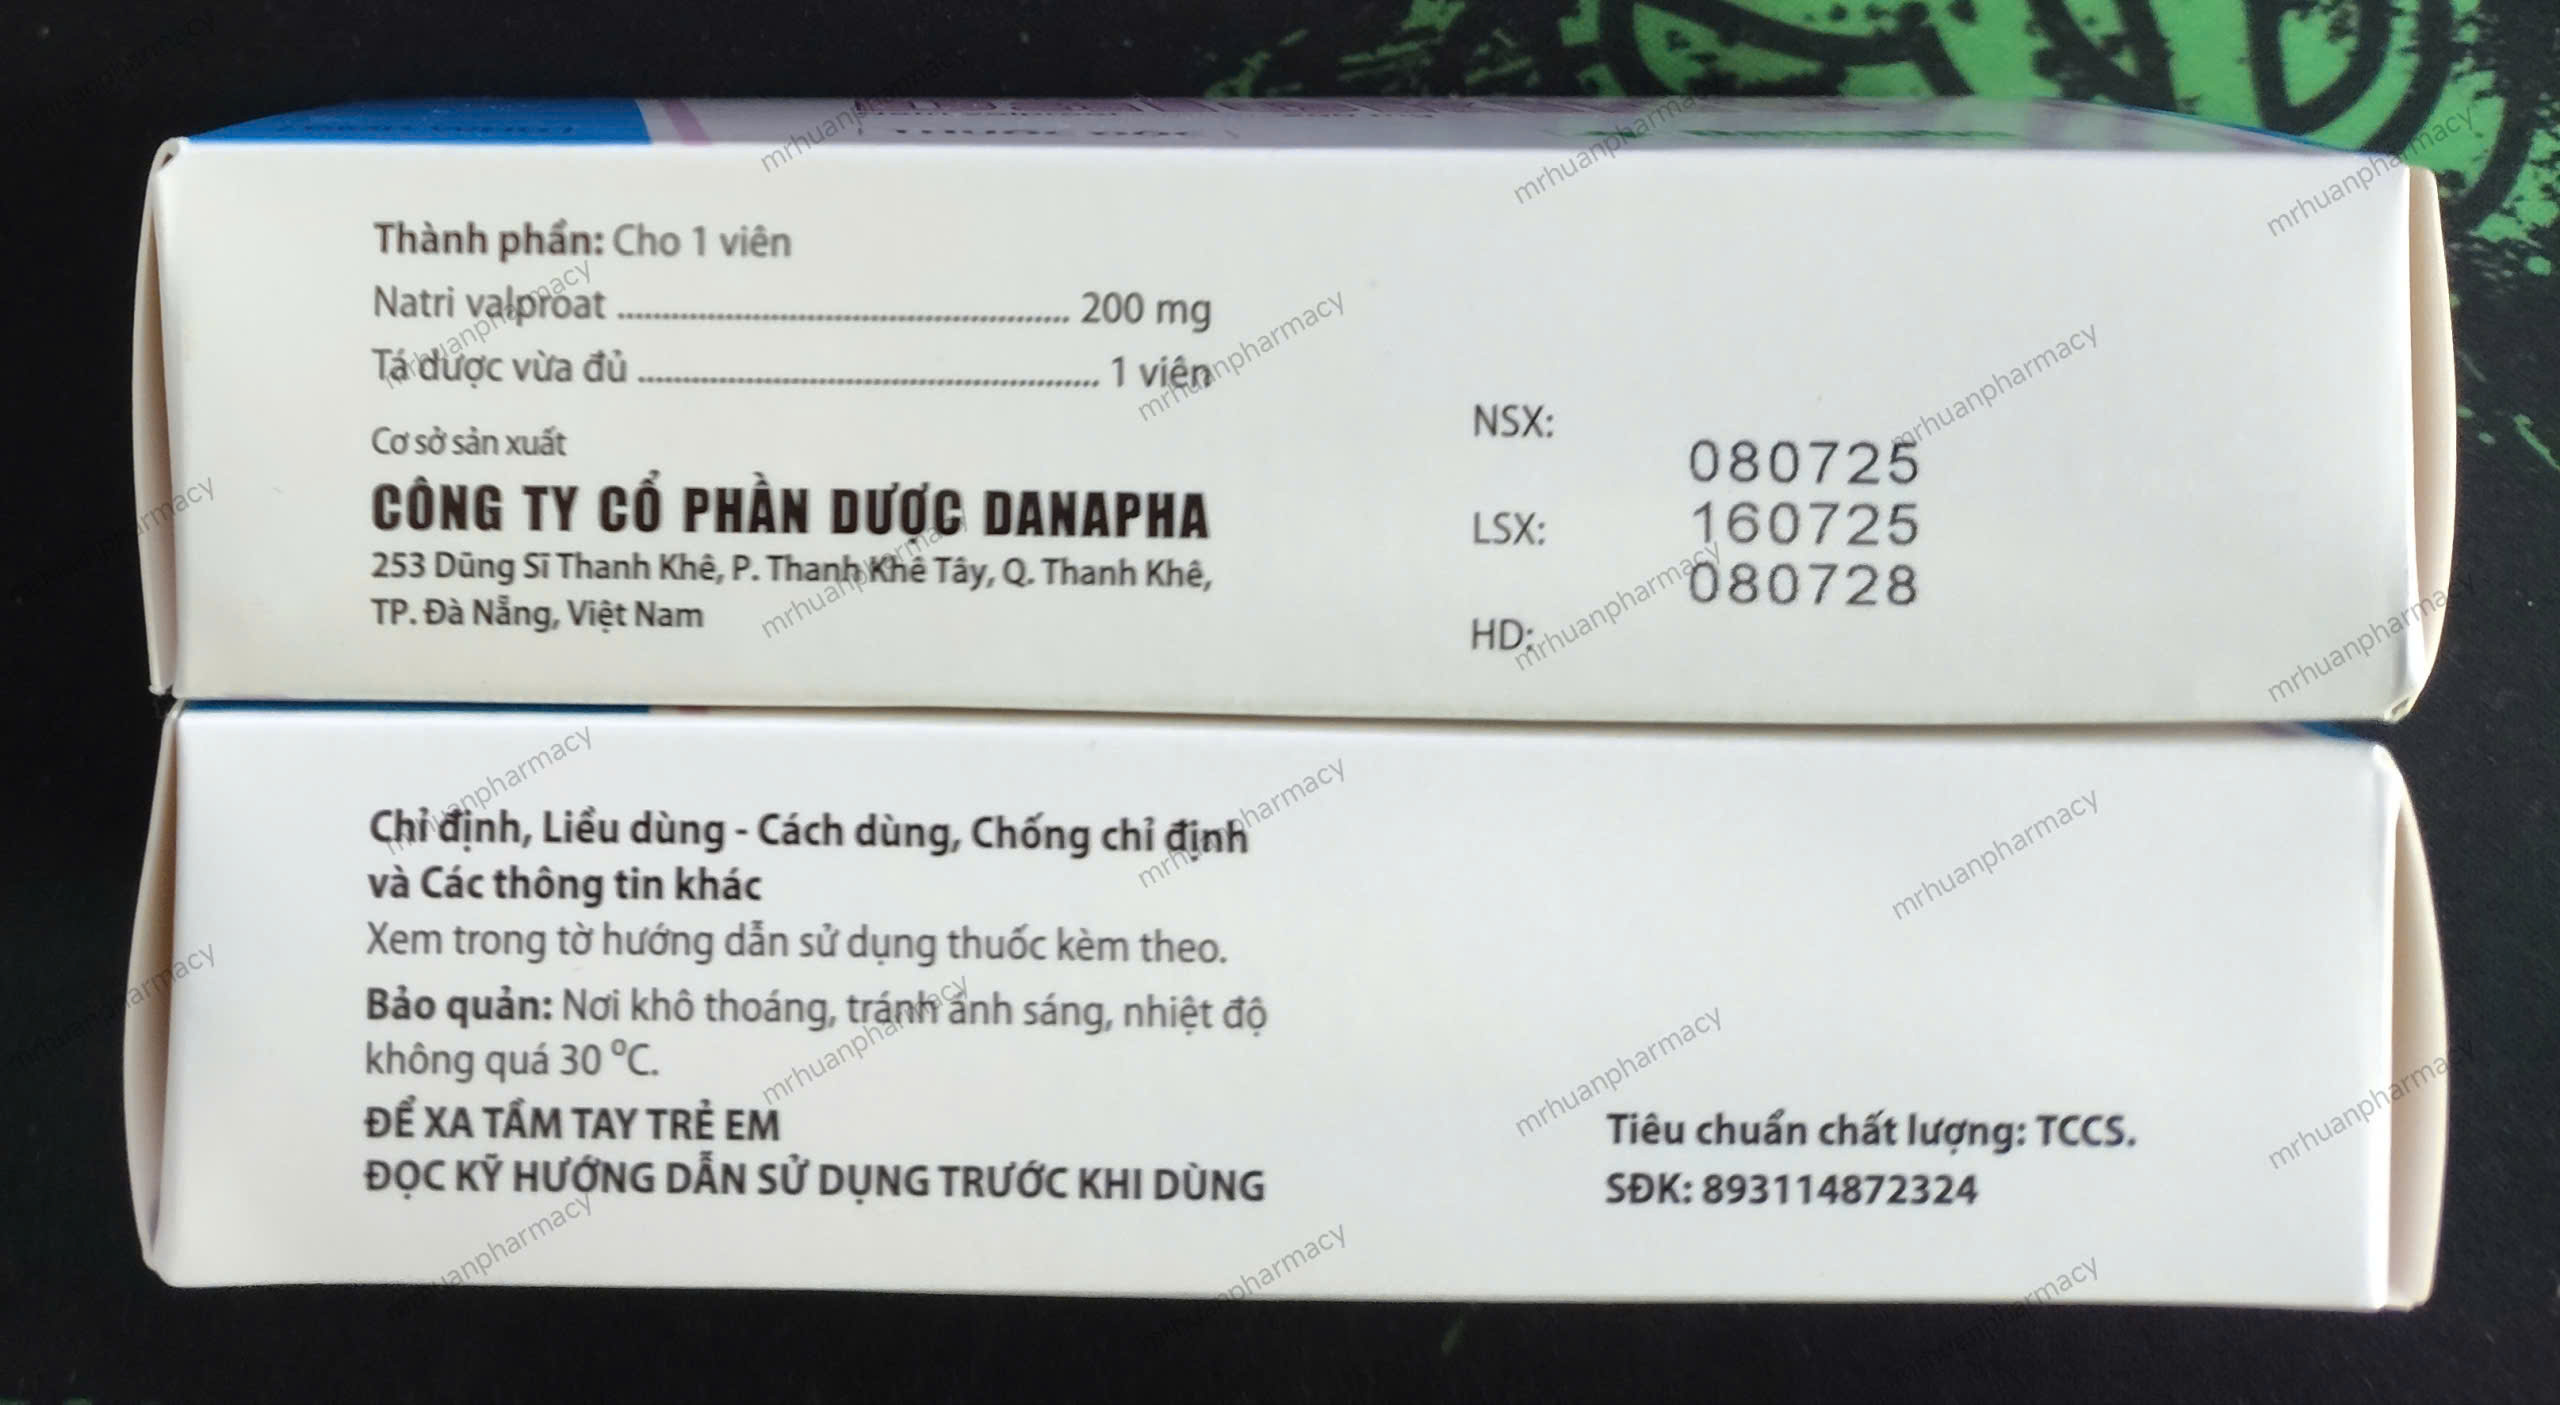 THUỐC ĐỘC
Thành phần: Cho 1 viên
Natri valproat ........................................ 200 mg
Tá dược vừa đủ ........................................ 1 viên
Cơ sở sản xuất
CÔNG TY CỔ PHẦN DƯỢC DANAPHA
253 Dũng Sĩ Thanh Khê, P. Thanh Khê Tây, Q. Thanh Khê,
TP. Đà Nẵng, Việt Nam
NSX: 080725
LSX: 160725
HD: 080728
Chỉ định, Liều dùng - Cách dùng, Chống chỉ định
và Các thông tin khác
Xem trong tờ hướng dẫn sử dụng thuốc kèm theo.
Bảo quản: Nơi khô thoáng, tránh ánh sáng, nhiệt độ
không quá 30 °C.
ĐỂ XA TẦM TAY TRẺ EM
ĐỌC KỸ HƯỚNG DẪN SỬ DỤNG TRƯỚC KHI DÙNG
Tiêu chuẩn chất lượng: TCCS.
SĐK: 893114872324
mrhuanpharmacy